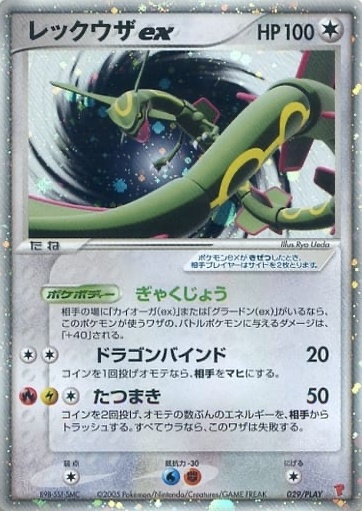 レックウザex HP100
たね
Illus.Ryo Ueda
ポケモンexがきぜつしたとき、
相手プレイヤーはサイドを2枚とります。
ポケボディー ぎゃくじょう
相手の場に「カイオーガ(ex)」または「グラードン(ex)」がいるなら、
このポケモンが使うワザの、バトルポケモンに与えるダメージは、
「+40」される。
ドラゴンバインド 20
コインを1回投げオモテなら、相手をマヒにする。
たつまき 50
コインを2回投げ、オモテの数ぶんのエネルギーを、相手から
トラッシュする。すべてウラなら、このワザは失敗する。
弱点 抵抗力 -30 にげる
©2005 Pokémon/Nintendo/Creatures/GAME FREAK 029/PLAY